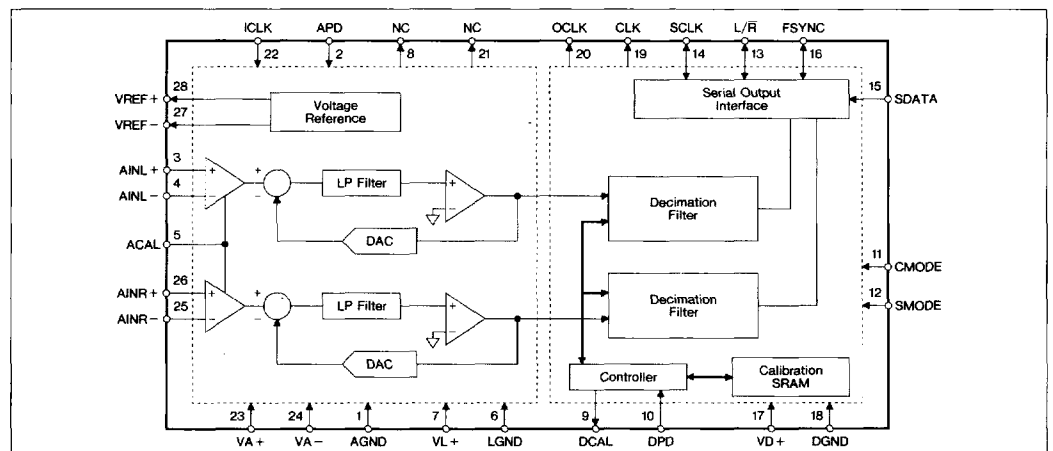 ICLK APD NC NC OCLK CLK SCLK L/R̅ FSYNC
22 2 8 21 20 19 14 13 16
VREF+ 28
VREF− 27
Voltage
Reference
Serial Output
Interface
15 SDATA
AINL+ 3
AINL− 4
+
−
+
−
LP Filter
+
−
DAC
Decimation
Filter
ACAL 5
11 CMODE
AINR+ 26
AINR− 25
+
−
+
−
LP Filter
+
−
DAC
Decimation
Filter
12 SMODE
Controller
Calibration
SRAM
23 24 1 7 6 9 10 17 18
VA+ VA− AGND VL+ LGND DCAL DPD VD+ DGND